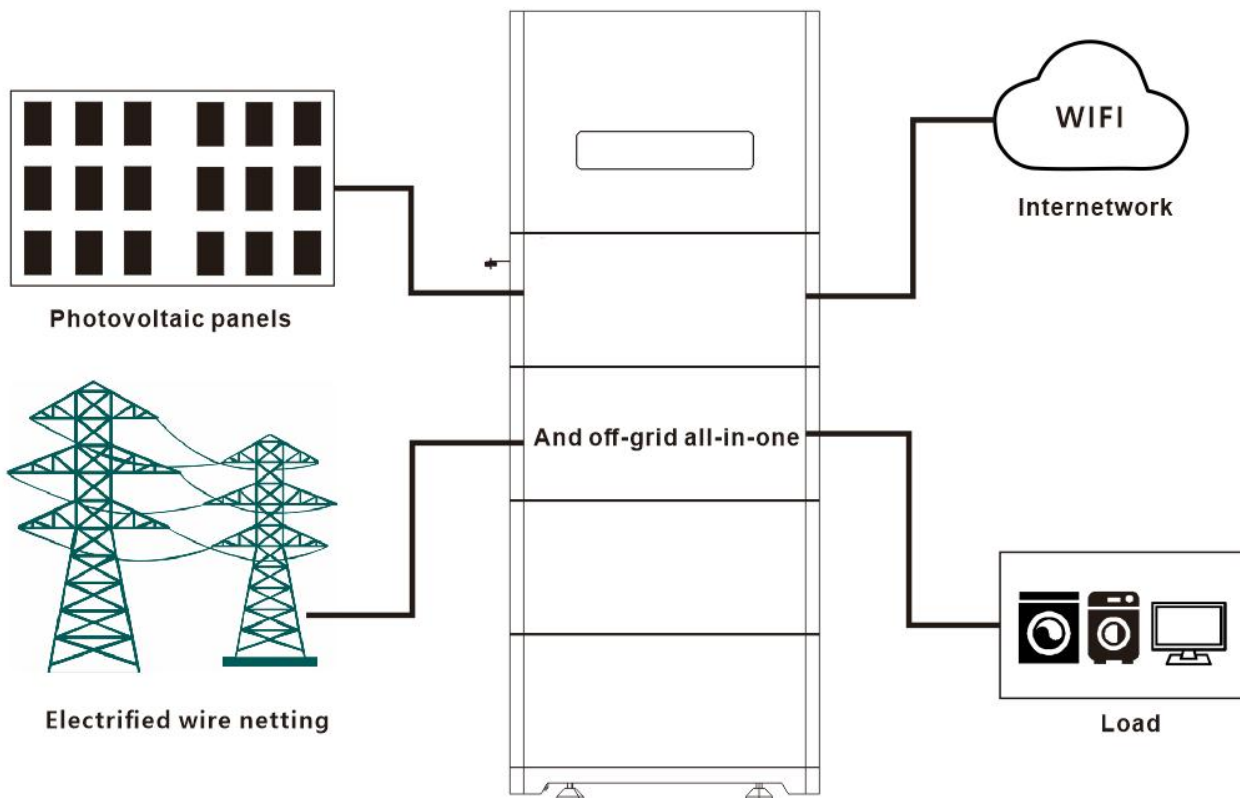 WIFI
Internetwork
Photovoltaic panels
And off-grid all-in-one
Electrified wire netting
Load